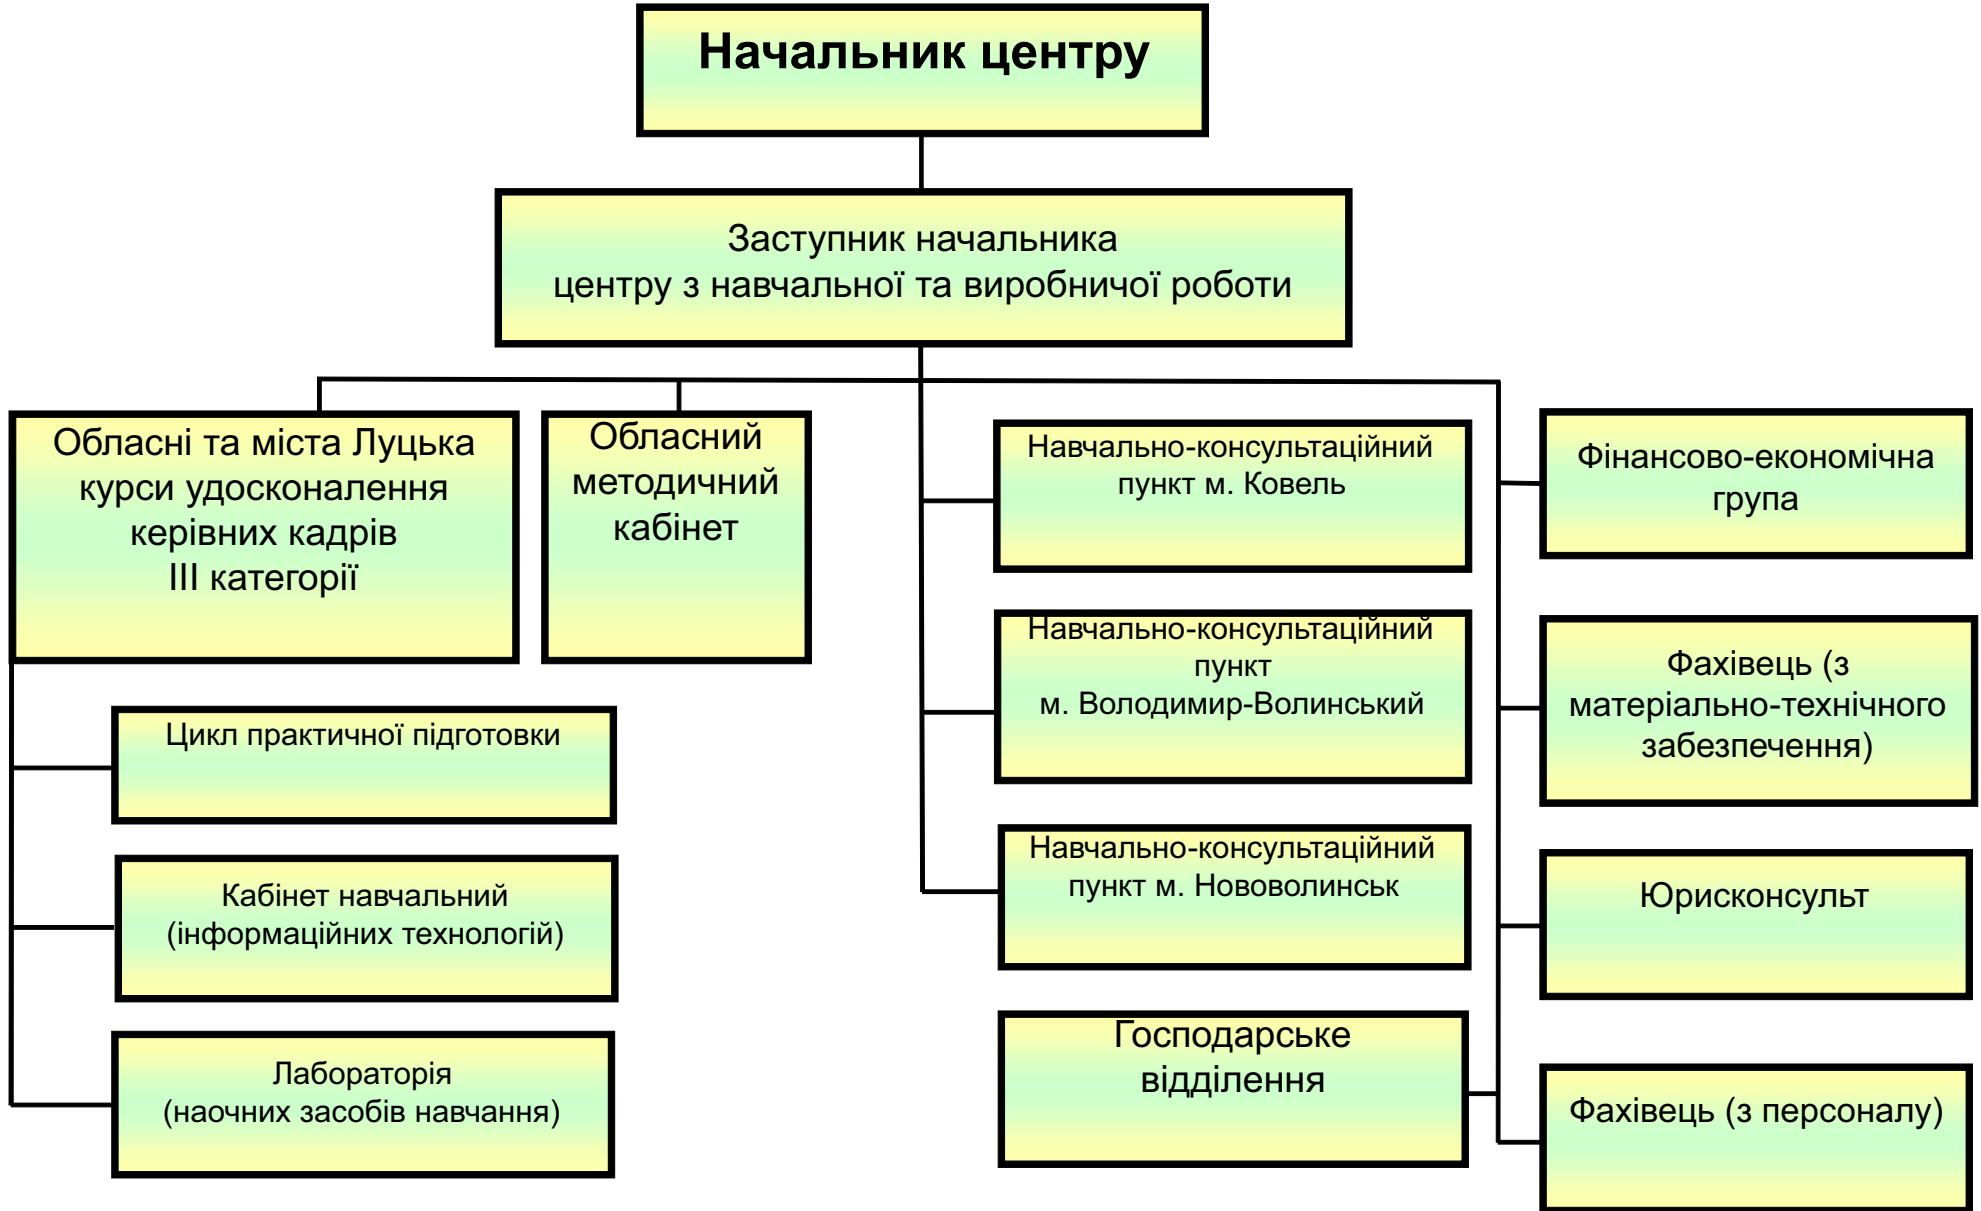 Начальник центру
Заступник начальника
центру з навчальної та виробничої роботи
Обласні та міста Луцька
курси удосконалення
керівних кадрів
ІІІ категорії
Обласний
методичний
кабінет
Навчально-консультаційний
пункт м. Ковель
Фінансово-економічна
група
Навчально-консультаційний
пункт
м. Володимир-Волинський
Фахівець (з
матеріально-технічного
забезпечення)
Цикл практичної підготовки
Навчально-консультаційний
пункт м. Нововолинськ
Юрисконсульт
Кабінет навчальний
(інформаційних технологій)
Господарське
відділення
Лабораторія
(наочних засобів навчання)
Фахівець (з персоналу)